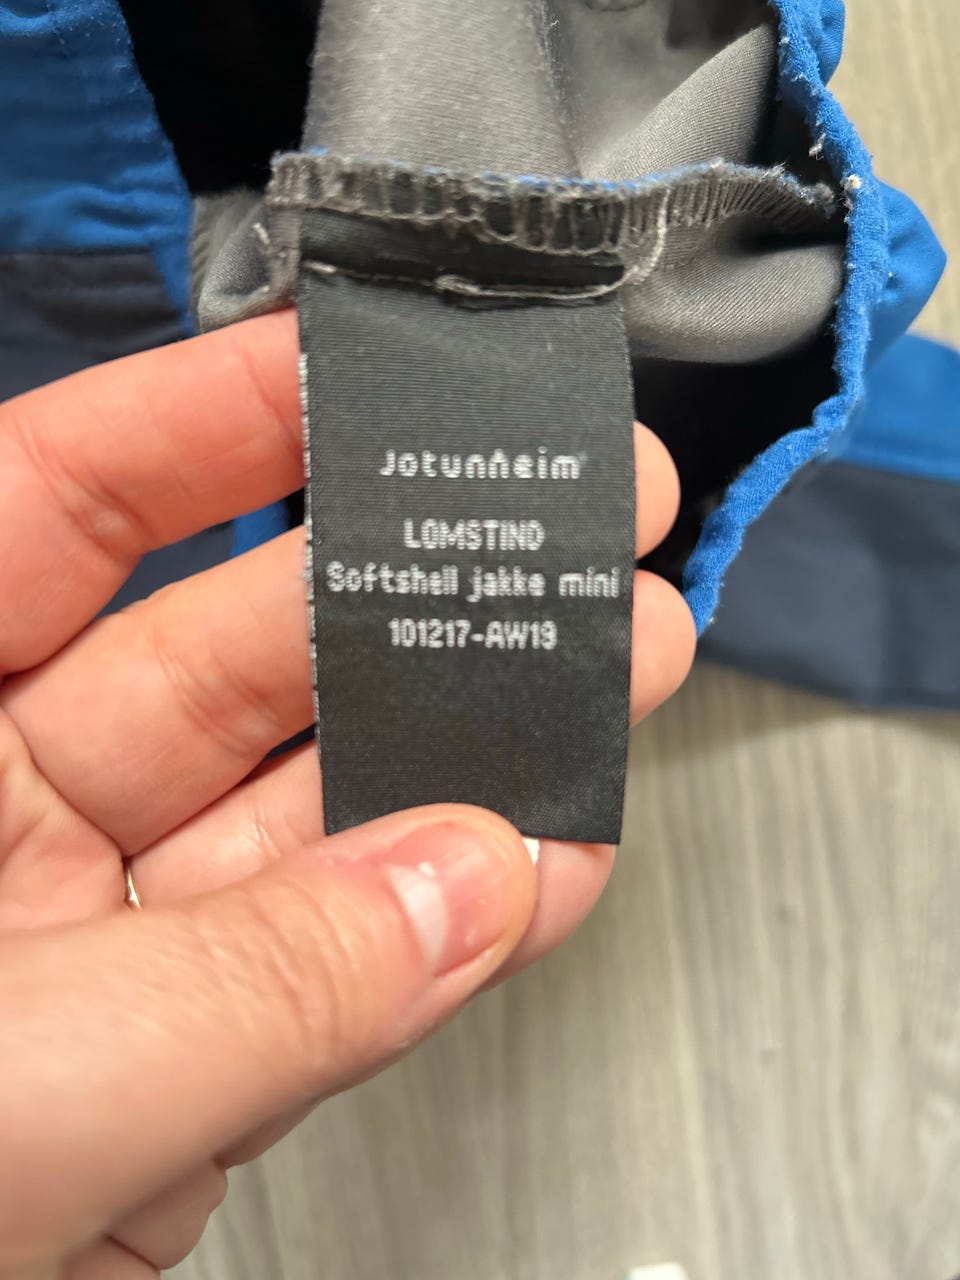 Jotunheim
LOMSTIND
Softshell jakke mini
101217-AW19